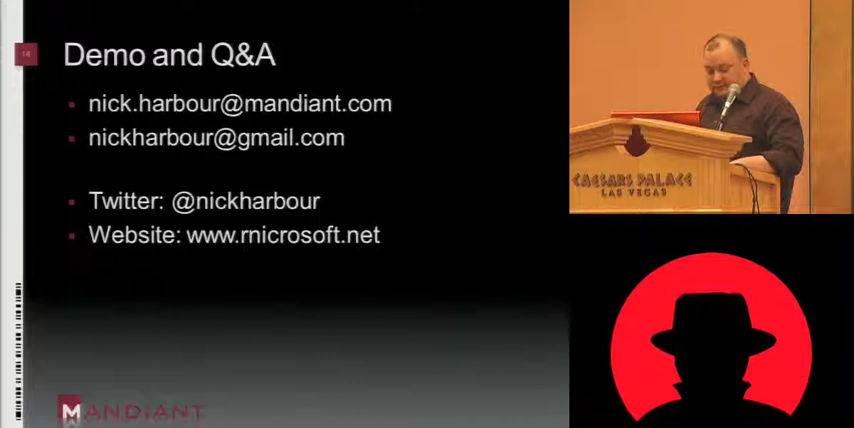 14
Demo and Q&A
nick.harbour@mandiant.com
nickharbour@gmail.com
Twitter: @nickharbour
Website: www.rnicrosoft.net
MANDIANT
CAESARS PALACE
LAS VEGAS